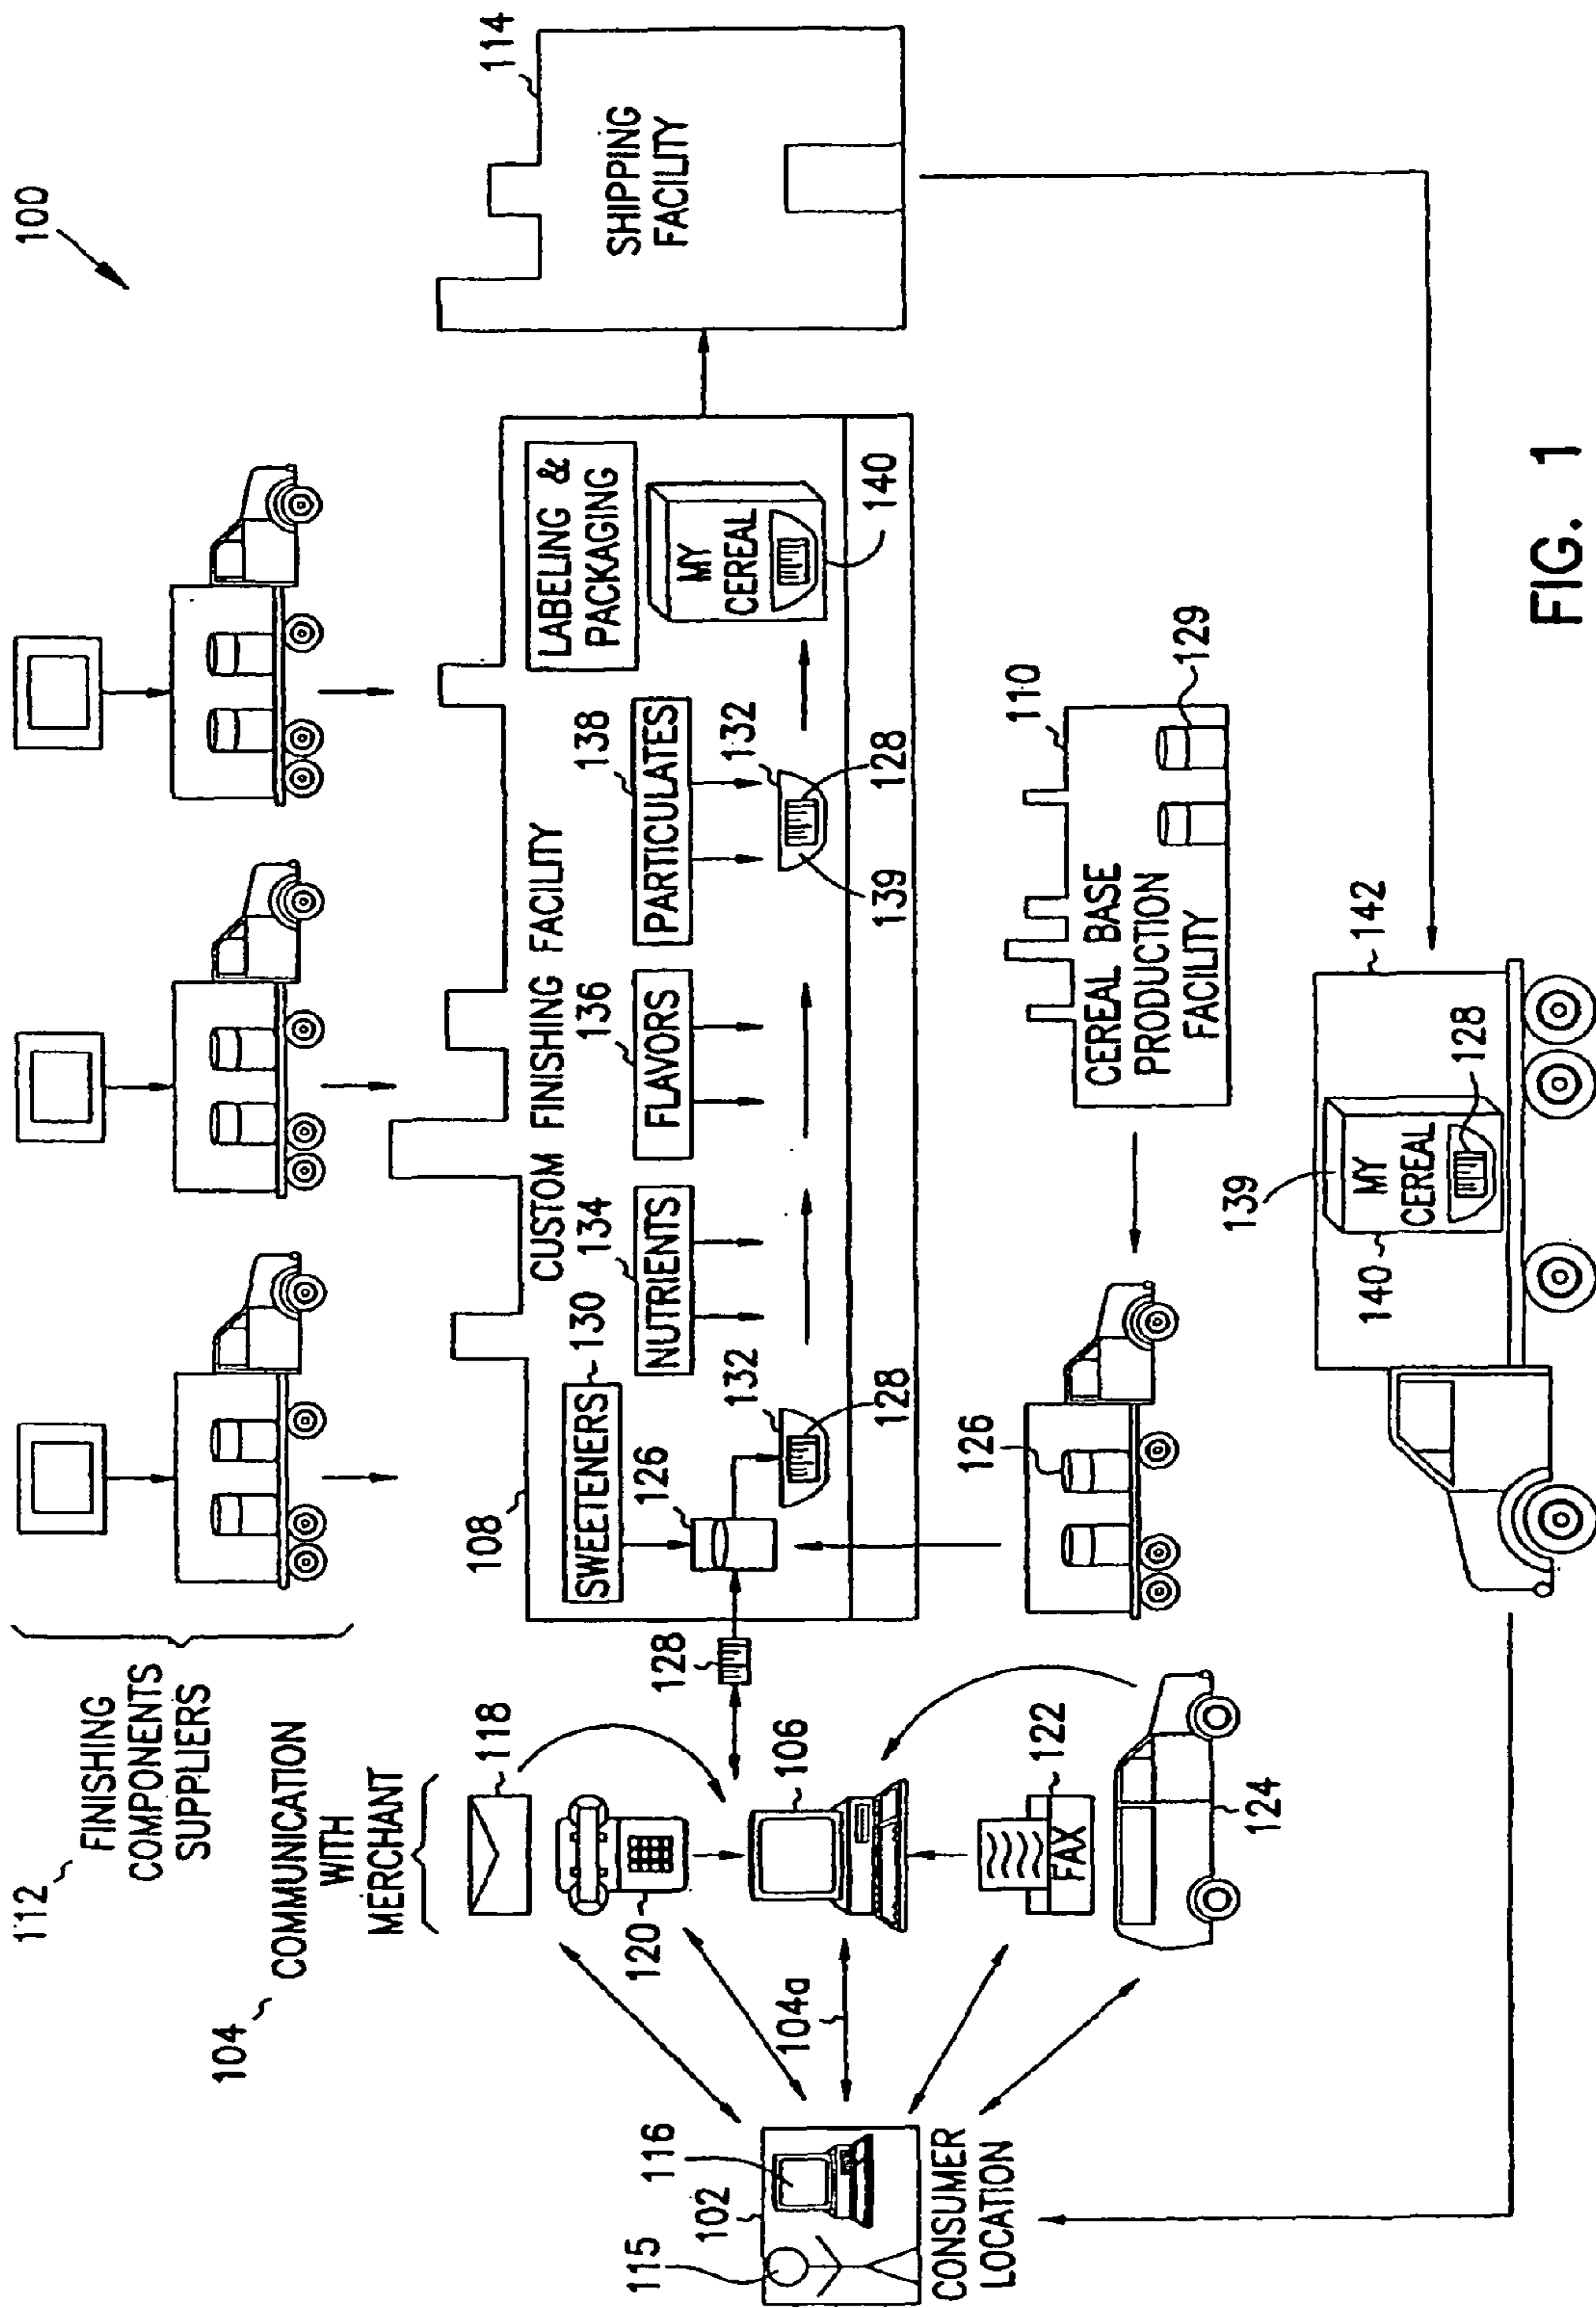 100
112
FINISHING
COMPONENTS
SUPPLIERS
104
COMMUNICATION
WITH
MERCHANT
118
120
106
104a
122
FAX
124
115
102
116
CONSUMER
LOCATION
128
108
CUSTOM FINISHING FACILITY
SWEETENERS
130
126
132
128
NUTRIENTS
134
FLAVORS
136
PARTICULATES
138
132
128
139
LABELING &
PACKAGING
MY
CEREAL
140
SHIPPING
FACILITY
114
126
CEREAL BASE
PRODUCTION
FACILITY
110
129
142
139
MY
CEREAL
140
128
FIG. 1